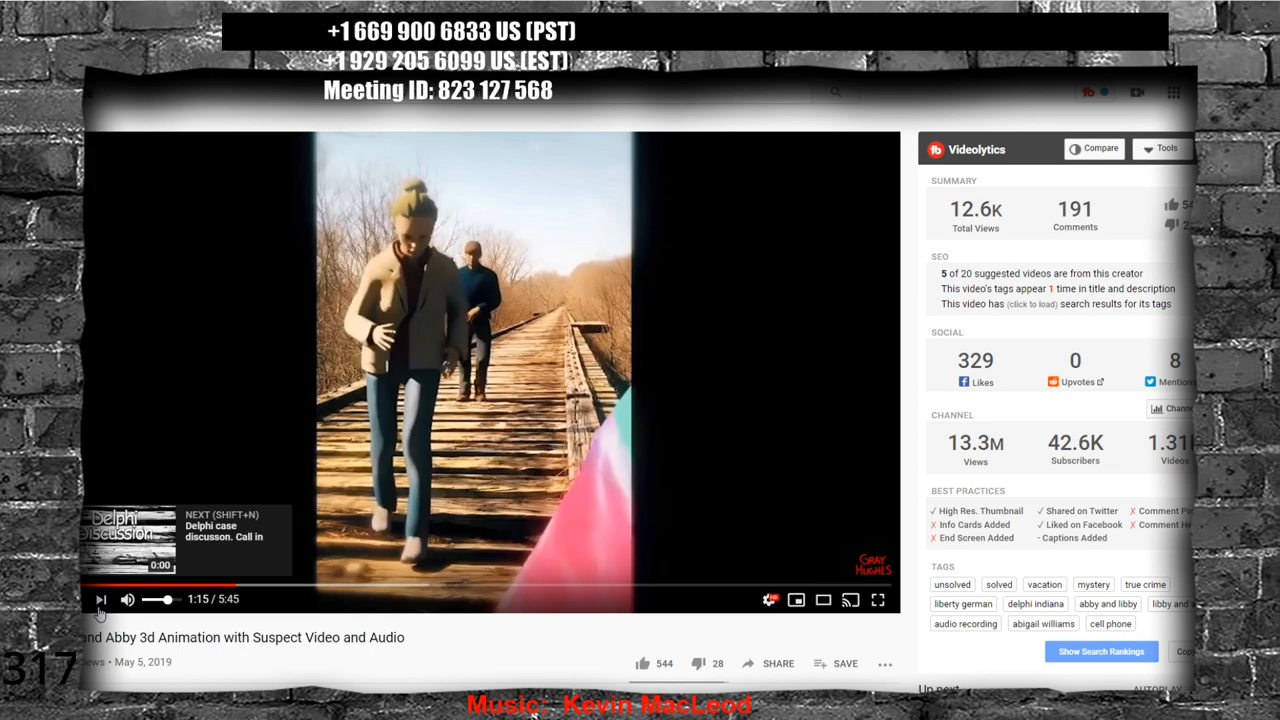 +1 669 900 6833 US (PST)
+1 929 205 6099 US (EST)
Meeting ID: 823 127 568
Videolytics
Compare
Tools
SUMMARY
12.6K
191
Total Views
Comments
SEO
5 of 20 suggested videos are from this creator
This video's tags appear 1 time in title and description
This video has (click to load) search results for its tags
SOCIAL
329
0
8
Likes
Upvotes
Mentions
CHANNEL
13.3M
42.6K
Views
Subscribers
Videos
BEST PRACTICES
High Res. Thumbnail
Shared on Twitter
Info Cards Added
Liked on Facebook
End Screen Added
- Captions Added
TAGS
unsolved
solved
vacation
mystery
true crime
liberty german
delphi indiana
abby and libby
audio recording
abigail williams
cell phone
Show Search Rankings
Delphi
Discussion
0:00
NEXT (SHIFT+N)
Delphi case
discusson. Call in
GRAY
HUGHES
1:15 / 5:45
and Abby 3d Animation with Suspect Video and Audio
• May 5, 2019
544
28
SHARE
SAVE
317
Up next
AUTOPLAY
Music: Kevin MacLeod